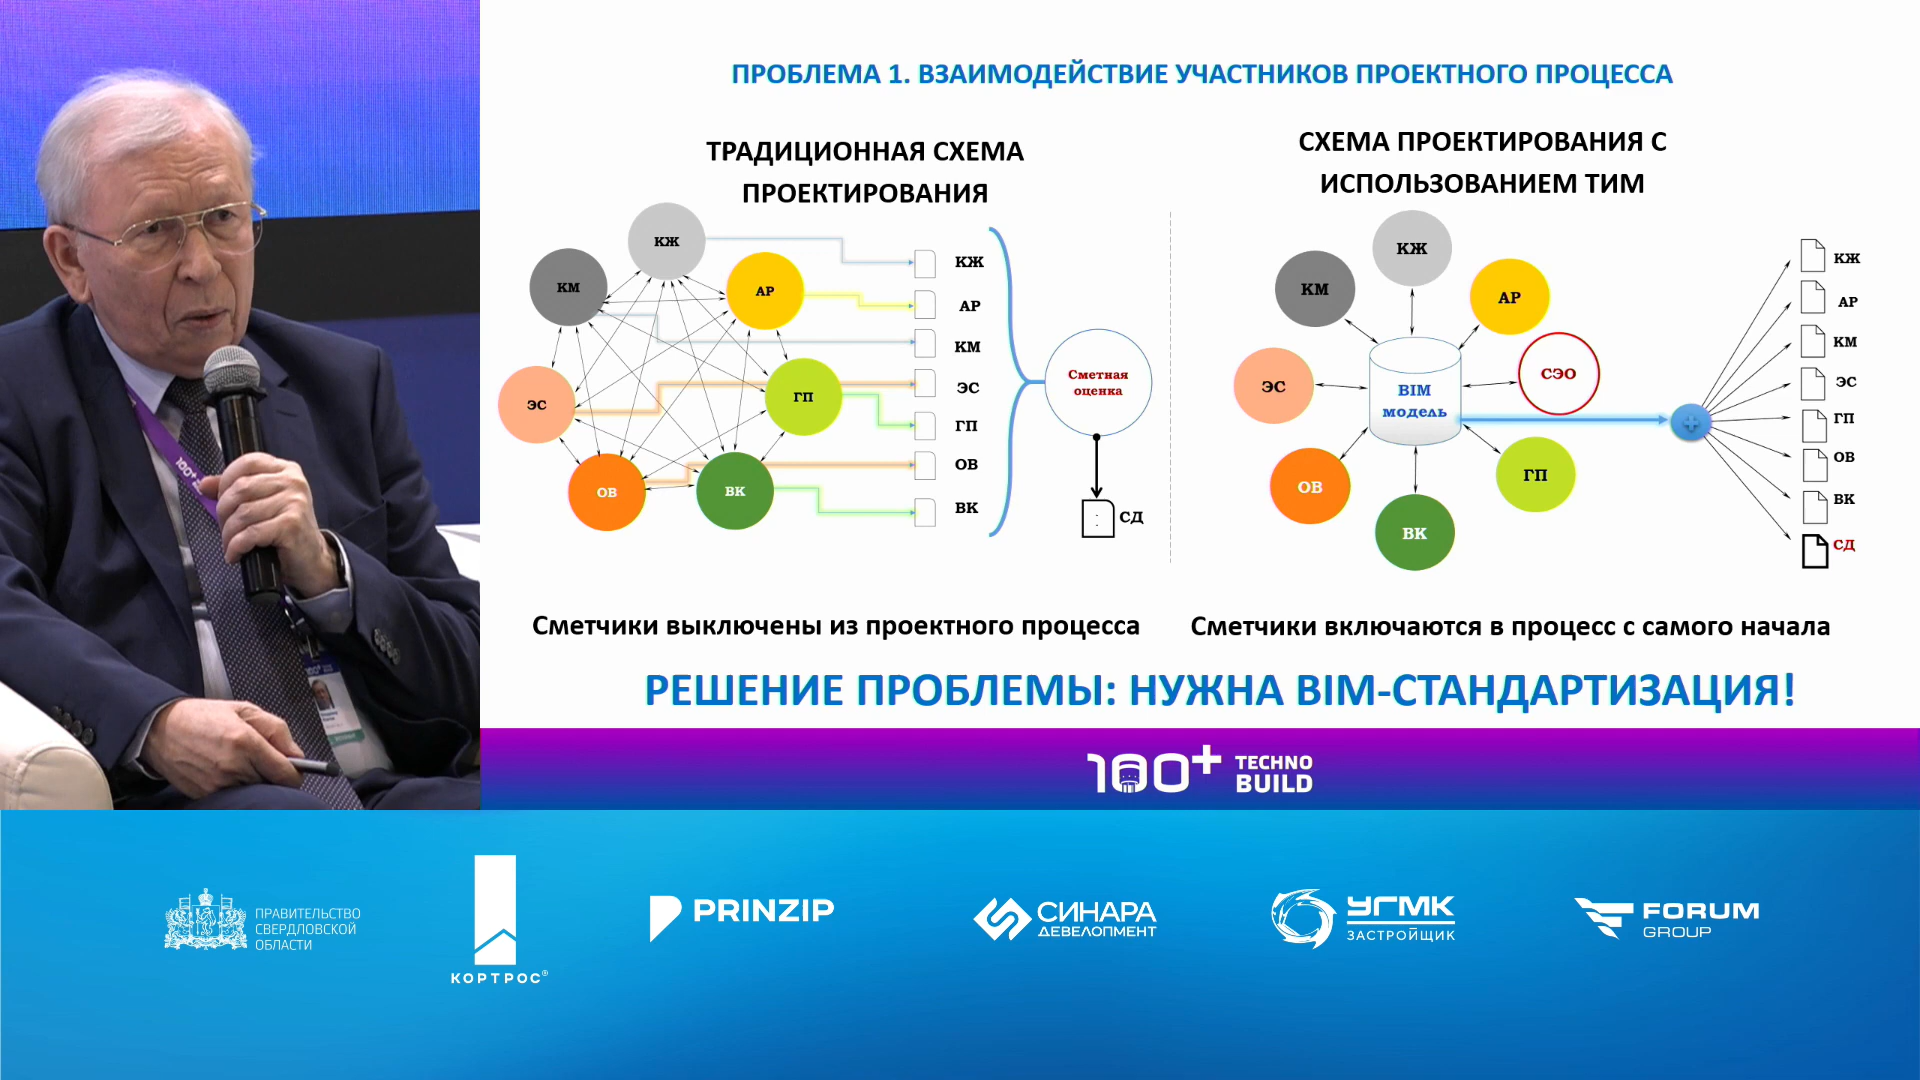 ПРОБЛЕМА 1. ВЗАИМОДЕЙСТВИЕ УЧАСТНИКОВ ПРОЕКТНОГО ПРОЦЕССА
ТРАДИЦИОННАЯ СХЕМА
ПРОЕКТИРОВАНИЯ
КЖ
КМ
АР
ЭС
ГП
ОВ
ВК
КЖ
АР
КМ
ЭС
ГП
ОВ
ВК
Сметная
оценка
СД
Сметчики выключены из проектного процесса
СХЕМА ПРОЕКТИРОВАНИЯ С
ИСПОЛЬЗОВАНИЕМ ТИМ
КЖ
КМ
АР
ЭС
BIM
модель
СЭО
ОВ
ГП
ВК
КЖ
АР
КМ
ЭС
ГП
ОВ
ВК
СД
Сметчики включаются в процесс с самого начала
РЕШЕНИЕ ПРОБЛЕМЫ: НУЖНА BIM-СТАНДАРТИЗАЦИЯ!
100+
100+ TECHNO
BUILD
ПРАВИТЕЛЬСТВО
СВЕРДЛОВСКОЙ
ОБЛАСТИ
КОРТРОС®
PRINZIP
СИНАРА
ДЕВЕЛОПМЕНТ
УГМК
ЗАСТРОЙЩИК
FORUM
GROUP